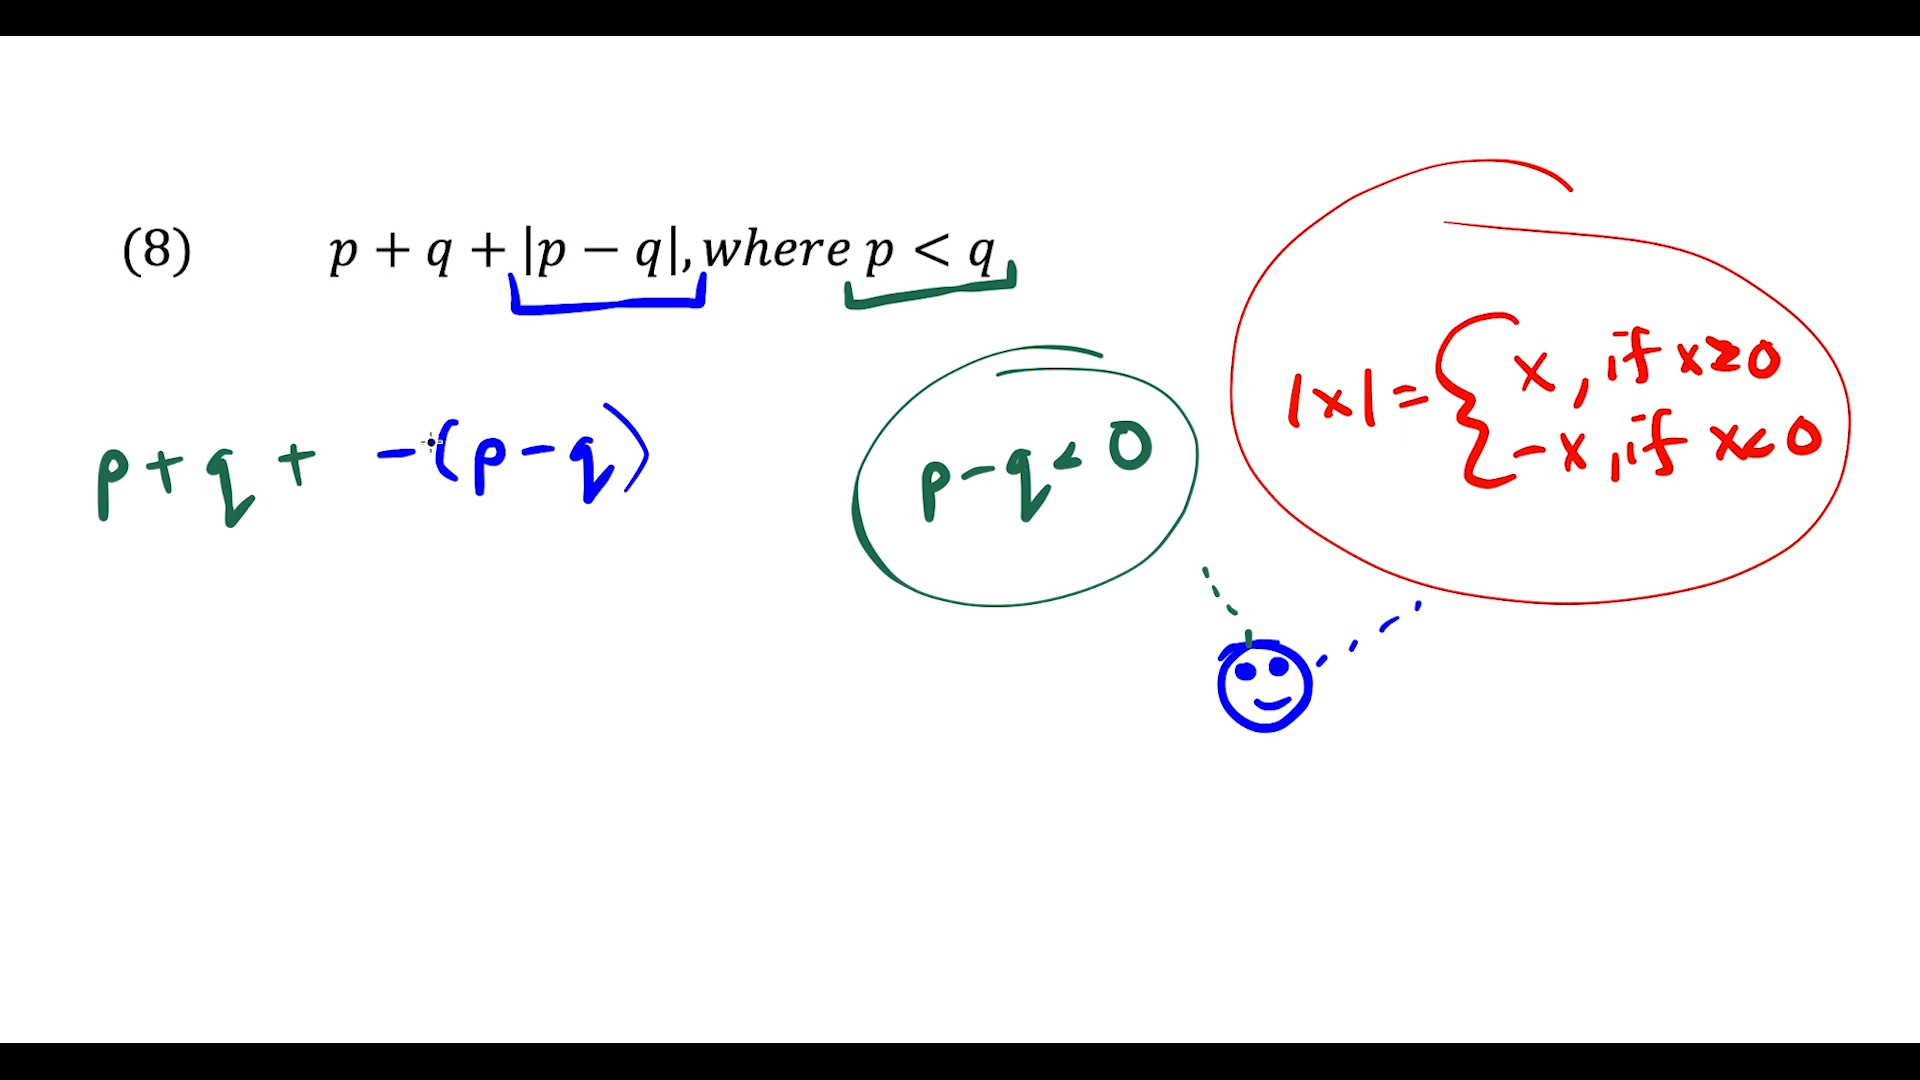 (8) p + q + |p − q|, where p < q
|x| = { x, if x ≥ 0
-x, if x < 0
p + q + -(p - q)
p - q < 0